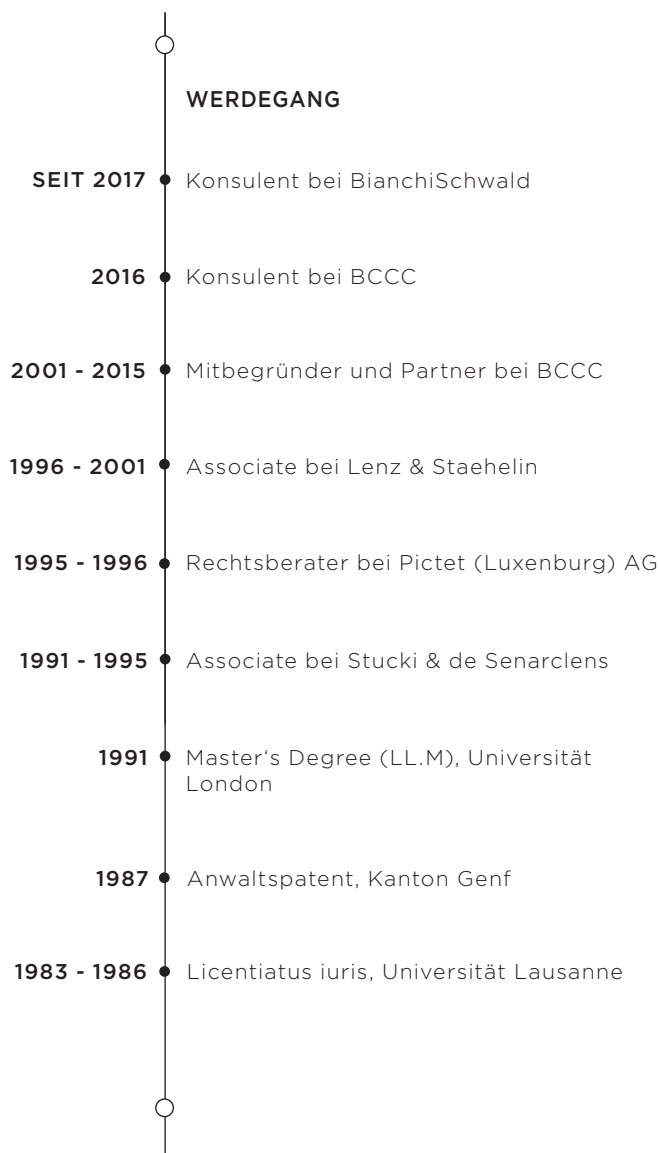 WERDEGANG
SEIT 2017 Konsulent bei BianchiSchwald
2016 Konsulent bei BCCC
2001 - 2015 Mitbegründer und Partner bei BCCC
1996 - 2001 Associate bei Lenz & Staehelin
1995 - 1996 Rechtsberater bei Pictet (Luxenburg) AG
1991 - 1995 Associate bei Stucki & de Senarclens
1991 Master‘s Degree (LL.M), Universität
London
1987 Anwaltspatent, Kanton Genf
1983 - 1986 Licentiatus iuris, Universität Lausanne